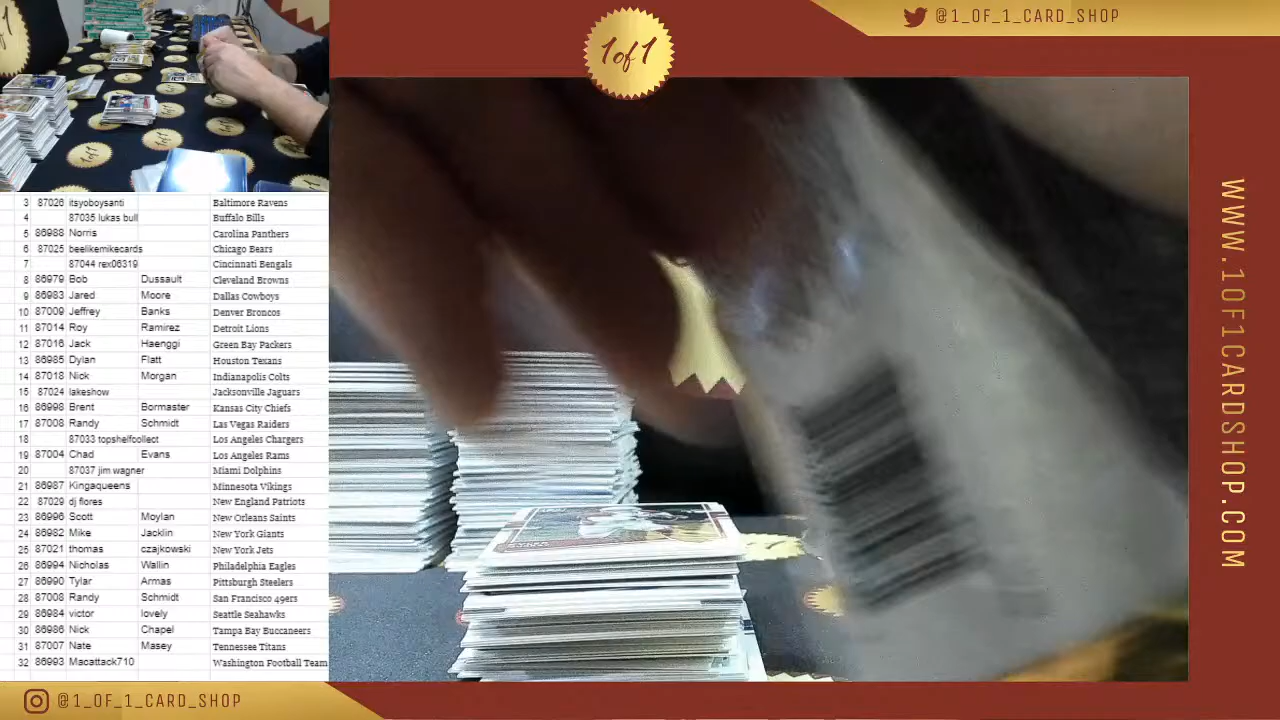 @1_OF_1_CARD_SHOP
1of1
3 87026 itsyoboysanti Baltimore Ravens
4 87035 lukas bull Buffalo Bills
5 86988 Norris Carolina Panthers
6 87025 beelikemikecards Chicago Bears
7 87044 rex06319 Cincinnati Bengals
8 86979 Bob Dussault Cleveland Browns
9 86983 Jared Moore Dallas Cowboys
10 87009 Jeffrey Banks Denver Broncos
11 87014 Roy Ramirez Detroit Lions
12 87016 Jack Haenggi Green Bay Packers
13 86985 Dylan Flatt Houston Texans
14 87018 Nick Morgan Indianapolis Colts
15 87024 lakeshow Jacksonville Jaguars
16 86998 Brent Bormaster Kansas City Chiefs
17 87008 Randy Schmidt Las Vegas Raiders
18 87033 topshelfcollect Los Angeles Chargers
19 87004 Chad Evans Los Angeles Rams
20 87037 jim wagner Miami Dolphins
21 86987 Kingaqueens Minnesota Vikings
22 87029 dj flores New England Patriots
23 86996 Scott Moylan New Orleans Saints
24 86982 Mike Jacklin New York Giants
25 87021 thomas czajkowski New York Jets
26 86994 Nicholas Wallin Philadelphia Eagles
27 86990 Tylar Armas Pittsburgh Steelers
28 87008 Randy Schmidt San Francisco 49ers
29 86984 victor lovely Seattle Seahawks
30 86986 Nick Chapel Tampa Bay Buccaneers
31 87007 Nate Masey Tennessee Titans
32 86993 Macattack710 Washington Football Team
WWW.1OF1CARDSHOP.COM
@1_OF_1_CARD_SHOP